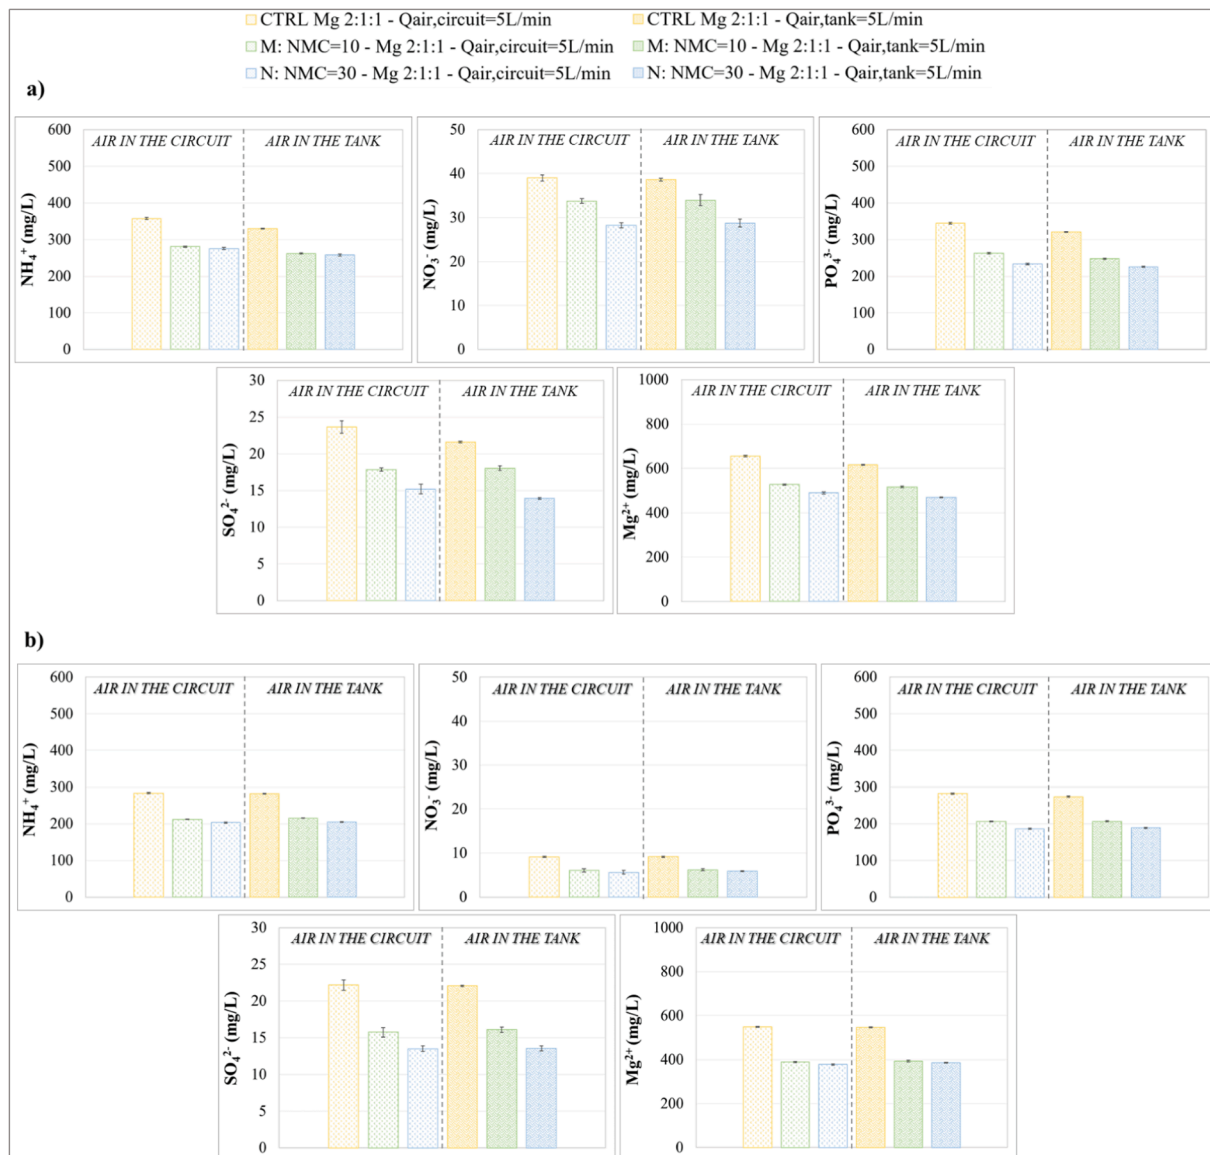 CTRL Mg 2:1:1 - Qair,circuit=5L/min
CTRL Mg 2:1:1 - Qair,tank=5L/min
M: NMC=10 - Mg 2:1:1 - Qair,circuit=5L/min
M: NMC=10 - Mg 2:1:1 - Qair,tank=5L/min
N: NMC=30 - Mg 2:1:1 - Qair,circuit=5L/min
N: NMC=30 - Mg 2:1:1 - Qair,tank=5L/min
a)
NH₄⁺ (mg/L)
600
500
400
300
200
100
0
AIR IN THE CIRCUIT
AIR IN THE TANK
NO₃⁻ (mg/L)
50
40
30
20
10
0
AIR IN THE CIRCUIT
AIR IN THE TANK
PO₄³⁻ (mg/L)
600
500
400
300
200
100
0
AIR IN THE CIRCUIT
AIR IN THE TANK
SO₄²⁻ (mg/L)
30
25
20
15
10
5
0
AIR IN THE CIRCUIT
AIR IN THE TANK
Mg²⁺ (mg/L)
1000
800
600
400
200
0
AIR IN THE CIRCUIT
AIR IN THE TANK
b)
NH₄⁺ (mg/L)
600
500
400
300
200
100
0
AIR IN THE CIRCUIT
AIR IN THE TANK
NO₃⁻ (mg/L)
50
40
30
20
10
0
AIR IN THE CIRCUIT
AIR IN THE TANK
PO₄³⁻ (mg/L)
600
500
400
300
200
100
0
AIR IN THE CIRCUIT
AIR IN THE TANK
SO₄²⁻ (mg/L)
30
25
20
15
10
5
0
AIR IN THE CIRCUIT
AIR IN THE TANK
Mg²⁺ (mg/L)
1000
800
600
400
200
0
AIR IN THE CIRCUIT
AIR IN THE TANK